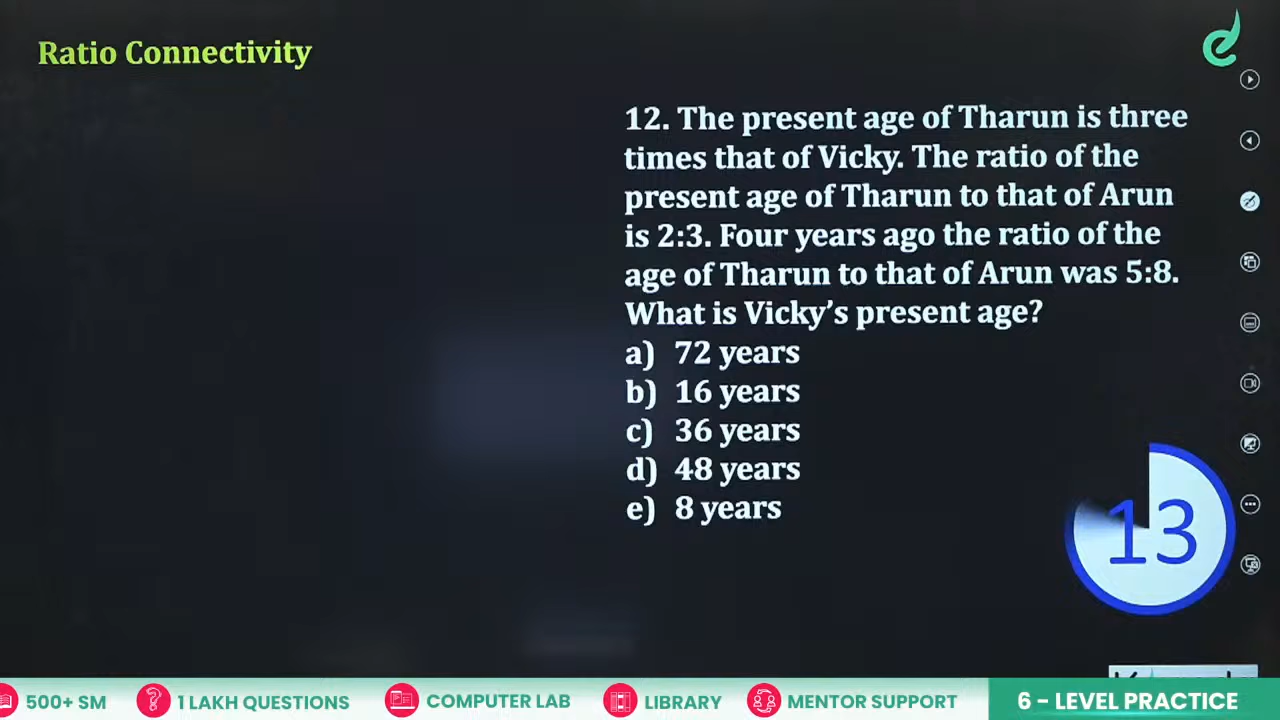 Ratio Connectivity
12. The present age of Tharun is three
times that of Vicky. The ratio of the
present age of Tharun to that of Arun
is 2:3. Four years ago the ratio of the
age of Tharun to that of Arun was 5:8.
What is Vicky’s present age?
a) 72 years
b) 16 years
c) 36 years
d) 48 years
e) 8 years
13
500+ SM
1 LAKH QUESTIONS
COMPUTER LAB
LIBRARY
MENTOR SUPPORT
6 – LEVEL PRACTICE